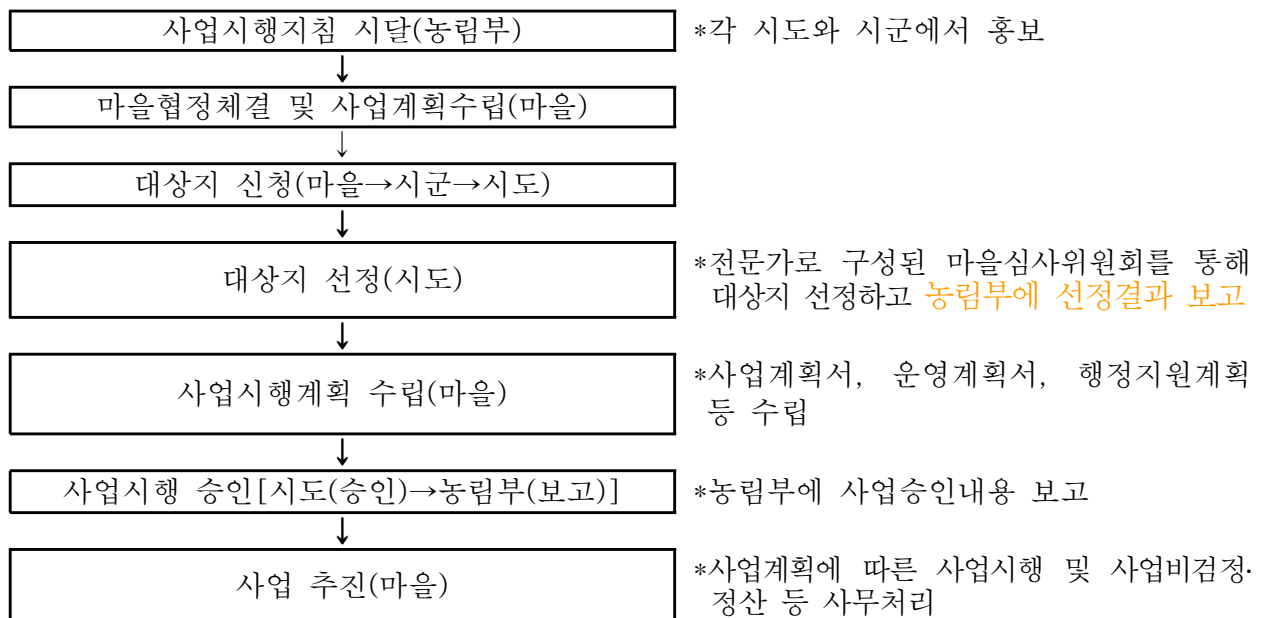 사업시행지침 시달(농림부)
*각 시도와 시군에서 홍보
↓
마을협정체결 및 사업계획수립(마을)
↓
대상지 신청(마을→시군→시도)
↓
대상지 선정(시도)
*전문가로 구성된 마을심사위원회를 통해
대상지 선정하고 농림부에 선정결과 보고
↓
사업시행계획 수립(마을)
*사업계획서, 운영계획서, 행정지원계획
등 수립
↓
사업시행 승인[시도(승인)→농림부(보고)]
*농림부에 사업승인내용 보고
↓
사업 추진(마을)
*사업계획에 따른 사업시행 및 사업비검정·
정산 등 사무처리